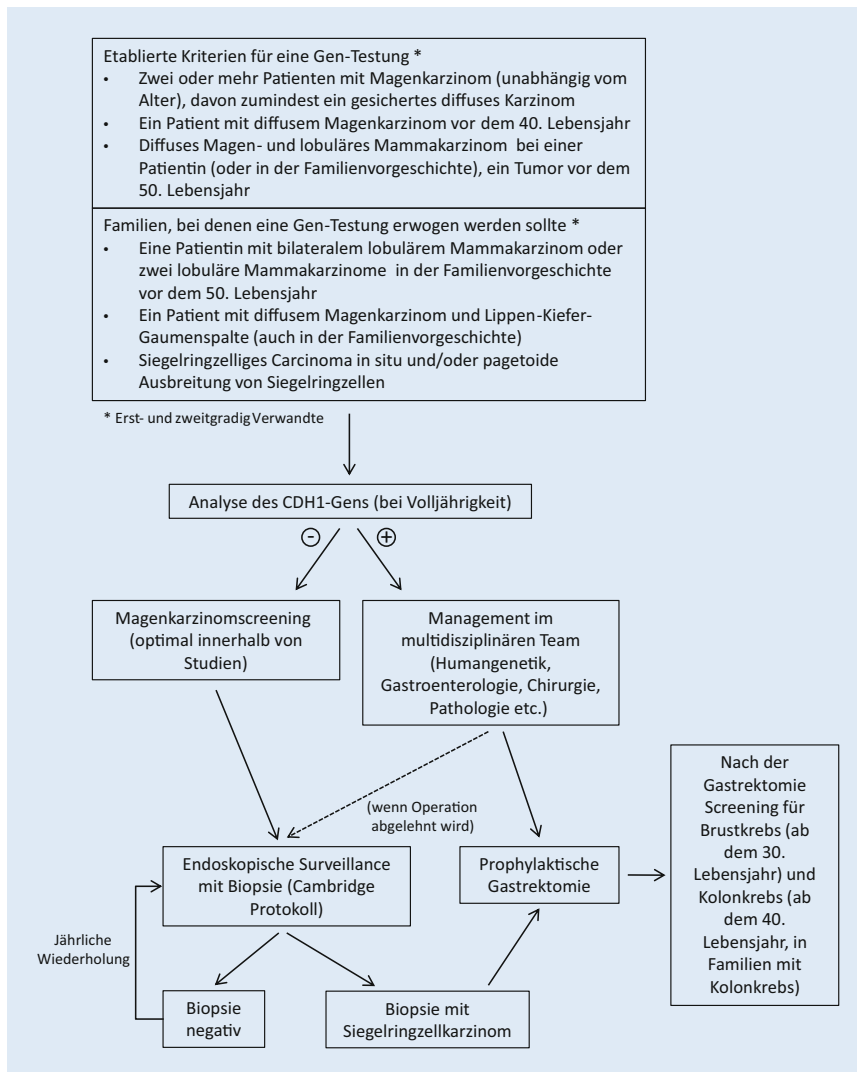 Etablierte Kriterien für eine Gen-Testung *
• Zwei oder mehr Patienten mit Magenkarzinom (unabhängig vom
Alter), davon zumindest ein gesichertes diffuses Karzinom
• Ein Patient mit diffusem Magenkarzinom vor dem 40. Lebensjahr
• Diffuses Magen- und lobuläres Mammakarzinom bei einer
Patientin (oder in der Familienvorgeschichte), ein Tumor vor dem
50. Lebensjahr
Familien, bei denen eine Gen-Testung erwogen werden sollte *
• Eine Patientin mit bilateralem lobulärem Mammakarzinom oder
zwei lobuläre Mammakarzinome in der Familienvorgeschichte
vor dem 50. Lebensjahr
• Ein Patient mit diffusem Magenkarzinom und Lippen-Kiefer-
Gaumenspalte (auch in der Familienvorgeschichte)
• Siegelringzelliges Carcinoma in situ und/oder pagetoide
Ausbreitung von Siegelringzellen
* Erst- und zweitgradig Verwandte
Analyse des CDH1-Gens (bei Volljährigkeit)
- +
Magenkarzinomscreening
(optimal innerhalb von
Studien)
Management im
multidisziplinären Team
(Humangenetik,
Gastroenterologie, Chirurgie,
Pathologie etc.)
(wenn Operation
abgelehnt wird)
Endoskopische Surveillance
mit Biopsie (Cambridge
Protokoll)
Prophylaktische
Gastrektomie
Nach der
Gastrektomie
Screening für
Brustkrebs (ab
dem 30.
Lebensjahr) und
Kolonkrebs (ab
dem 40.
Lebensjahr, in
Familien mit
Kolonkrebs)
Jährliche
Wiederholung
Biopsie
negativ
Biopsie mit
Siegelringzellkarzinom